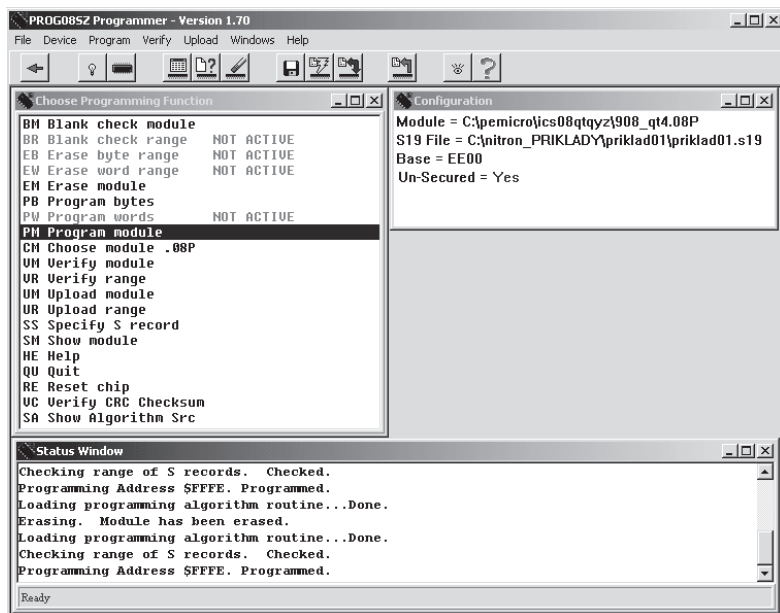 PROG08SZ Programmer - Version 1.70
File Device Program Verify Upload Windows Help
Choose Programming Function
BM Blank check module
BR Blank check range NOT ACTIVE
EB Erase byte range NOT ACTIVE
EW Erase word range NOT ACTIVE
EM Erase module
PB Program bytes
PW Program words NOT ACTIVE
PM Program module
CM Choose module .08P
VM Verify module
VR Verify range
UM Upload module
UR Upload range
SS Specify S record
SM Show module
HE Help
QU Quit
RE Reset chip
VC Verify CRC Checksum
SA Show Algorithm Src
Configuration
Module = C:\pemicro\ics08qtqyz\908_qt4.08P
S19 File = C:\nitron_PRIKLADY\priklad01\priklad01.s19
Base = EE00
Un-Secured = Yes
Status Window
Checking range of S records. Checked.
Programming Address $FFFE. Programmed.
Loading programming algorithm routine...Done.
Erasing. Module has been erased.
Loading programming algorithm routine...Done.
Checking range of S records. Checked.
Programming Address $FFFE. Programmed.
Ready